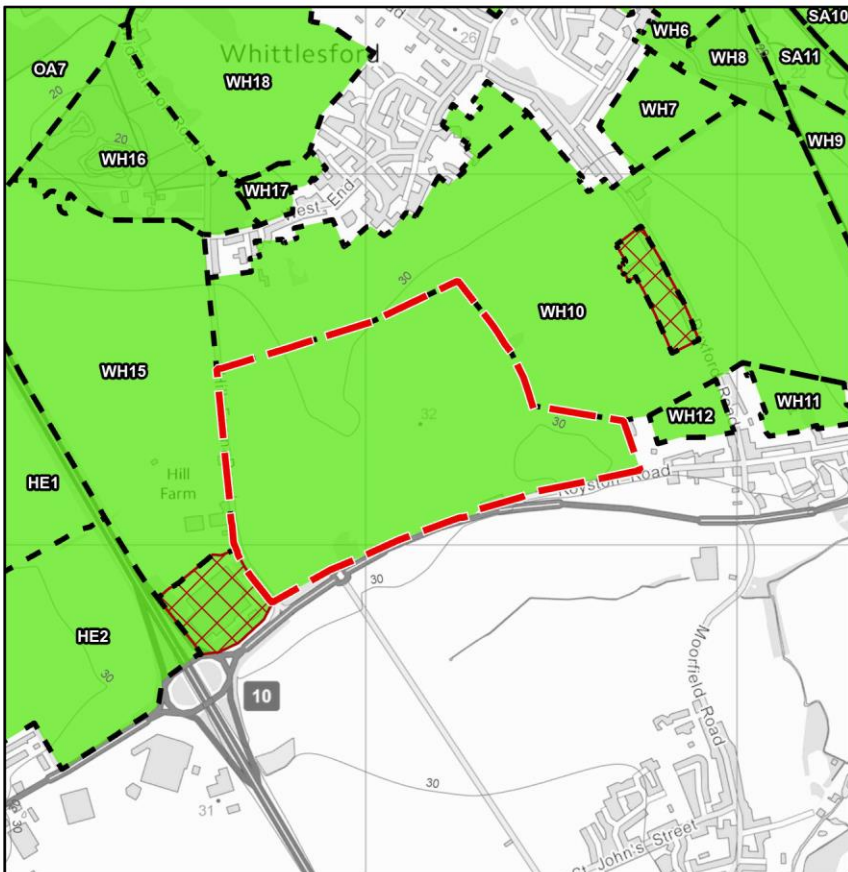 SA10
Whittlesford
26
WH6
OA7
WH18
WH8
SA11
22
20
WH16
20
WH7
WH9
WH17
West End
30
WH10
WH15
32
30
WH12
WH11
Hill
Farm
HE1
Royston Road
30
30
HE2
10
Moorfield Road
30
31
St John's Street
30